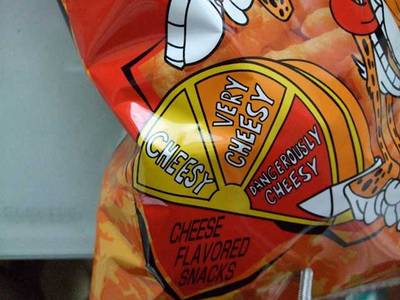 CHEESY
VERY
CHEESY
DANGEROUSLY
CHEESY
CHEESE
FLAVORED
SNACKS